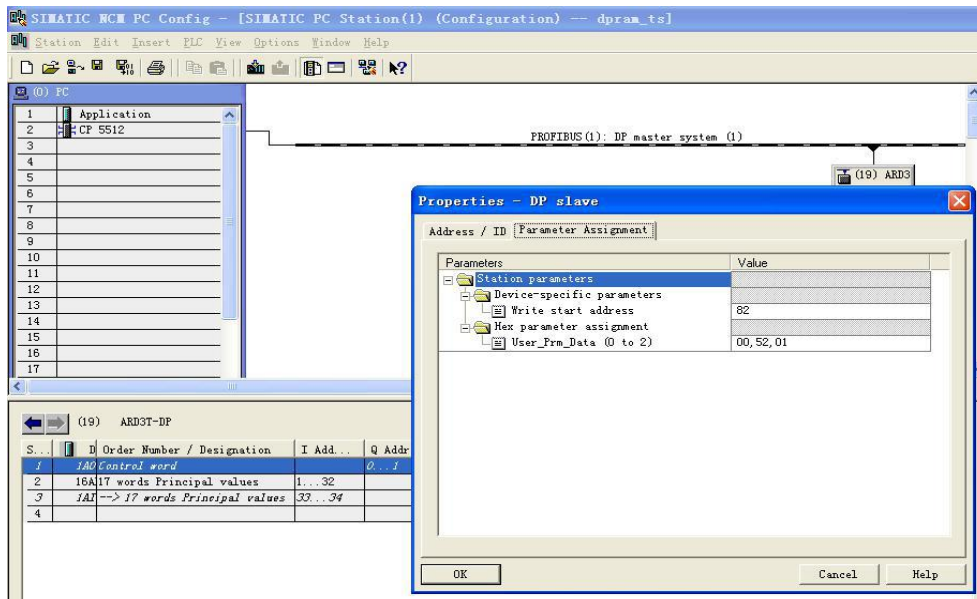 SIMATIC NCM PC Config - [SIMATIC PC Station(1) (Configuration) -- dpram_ts]
Station Edit Insert PLC View Options Window Help
(0) PC
1 Application
2 CP 5512
3
4
5
6
7
8
9
10
11
12
13
14
15
16
17
PROFIBUS(1): DP master system (1)
(19) ARD3
Properties - DP slave
Address / ID Parameter Assignment
Parameters Value
Station parameters
Device-specific parameters
Write start address 82
Hex parameter assignment
User_Prm_Data (0 to 2) 00,52,01
OK Cancel Help
(19) ARD3T-DP
S... D Order Number / Designation I Add... Q Addr
1 1AO Control word 0...1
2 16A 17 words Principal values 1...32
3 1AI --> 17 words Principal values 33...34
4